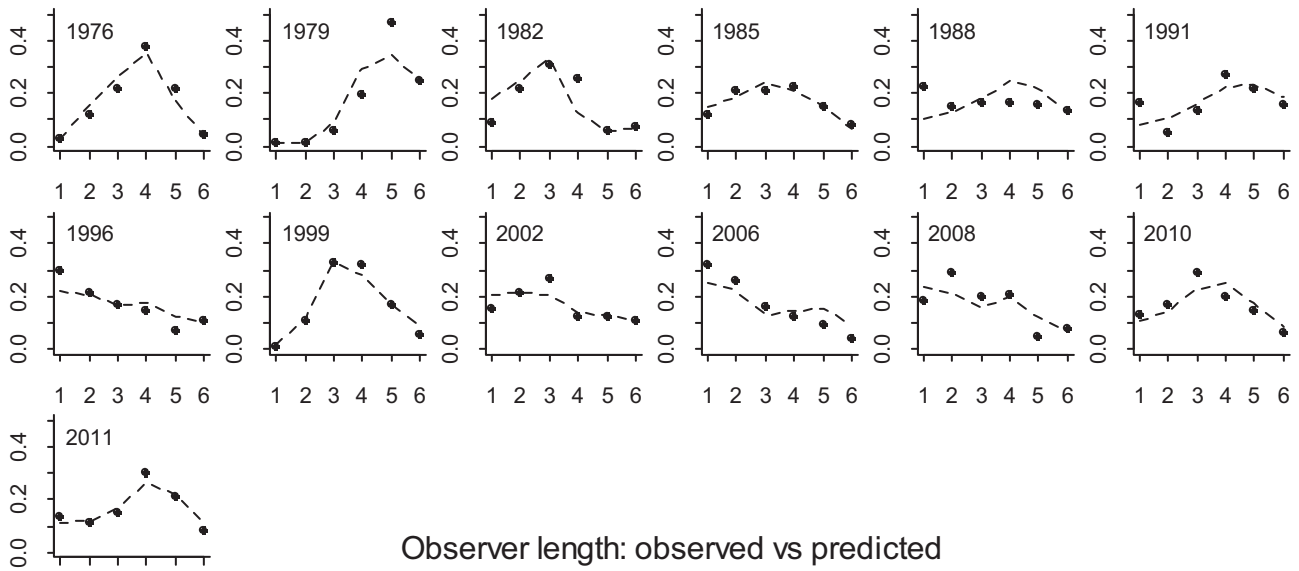 1976 1979 1982 1985 1988 1991
0.4 0.4 0.4 0.4 0.4 0.4
0.2 0.2 0.2 0.2 0.2 0.2
0.0 0.0 0.0 0.0 0.0 0.0
1 2 3 4 5 6 1 2 3 4 5 6 1 2 3 4 5 6 1 2 3 4 5 6 1 2 3 4 5 6 1 2 3 4 5 6
1996 1999 2002 2006 2008 2010
0.4 0.4 0.4 0.4 0.4 0.4
0.2 0.2 0.2 0.2 0.2 0.2
0.0 0.0 0.0 0.0 0.0 0.0
1 2 3 4 5 6 1 2 3 4 5 6 1 2 3 4 5 6 1 2 3 4 5 6 1 2 3 4 5 6 1 2 3 4 5 6
2011
0.4
0.2
0.0
Observer length: observed vs predicted